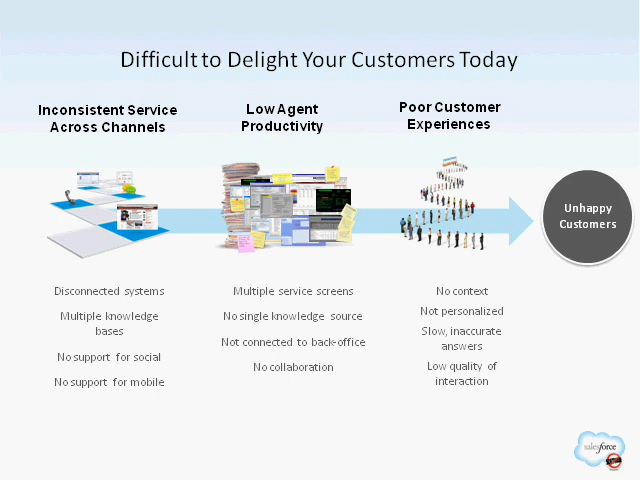 Difficult to Delight Your Customers Today
Inconsistent Service
Across Channels
Low Agent
Productivity
Poor Customer
Experiences
Unhappy
Customers
Disconnected systems
Multiple knowledge
bases
No support for social
No support for mobile
Multiple service screens
No single knowledge source
Not connected to back-office
No collaboration
No context
Not personalized
Slow, inaccurate
answers
Low quality of
interaction
salesforce